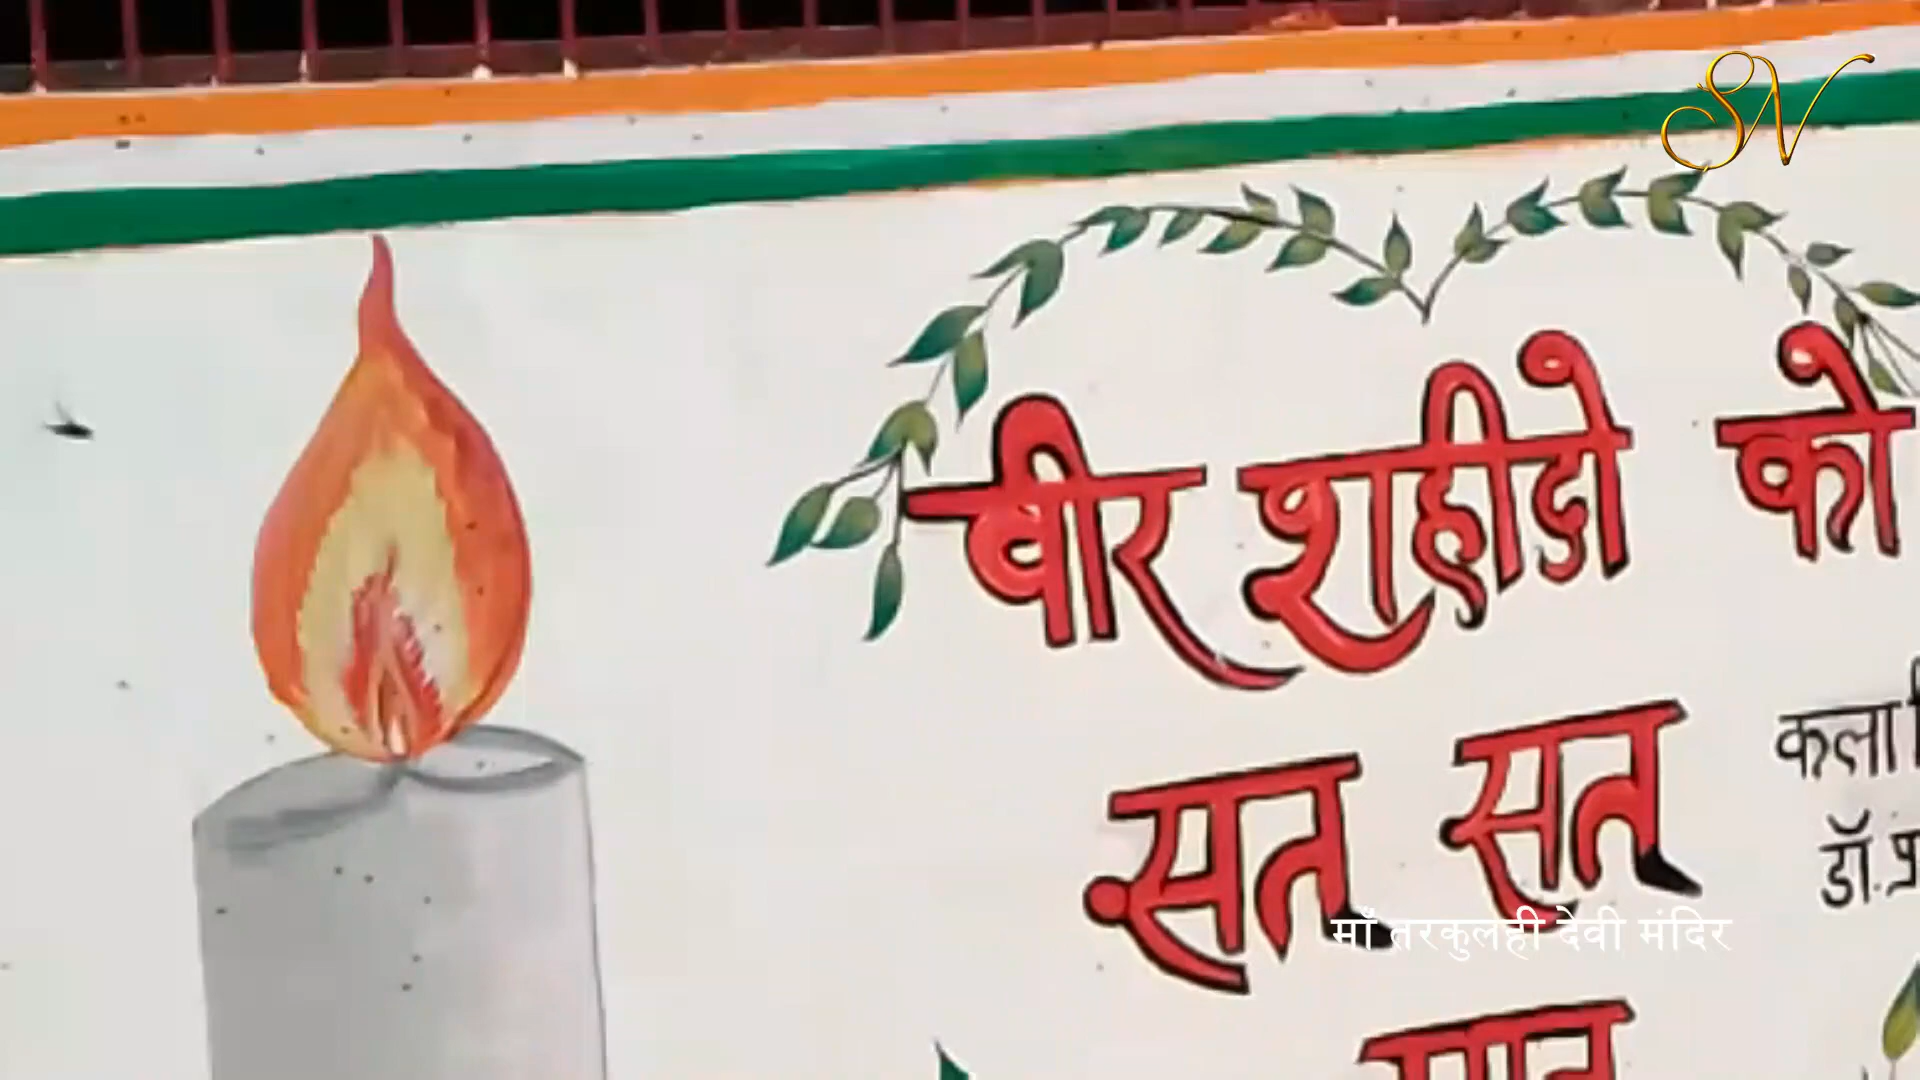 SN
वीर शहीदो को
सत सत
कला
डॉ.
माँ तरकुलही देवी मंदिर